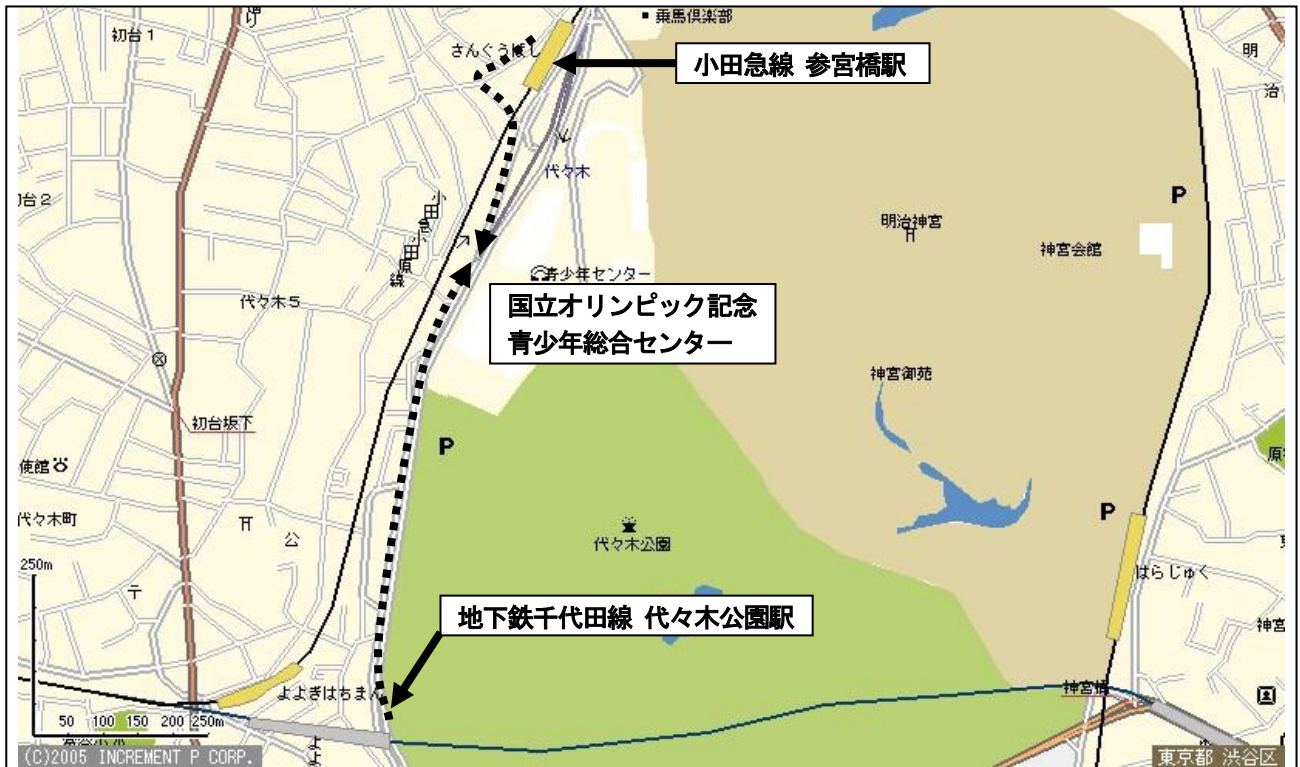 乗馬倶楽部
初台1
さんぐうばし
小田急線 参宮橋駅
明
治
代々木
P
初台2
小田急小田原線
明治神宮
神宮会館
青少年センター
代々木5
国立オリンピック記念
青少年総合センター
神宮御苑
初台坂下
P
使館
代々木町
P
公
代々木公園
250m
はらじゅく
地下鉄千代田線 代々木公園駅
神宮
よよぎはちまん
神宮橋
50 100 150 200 250m
(C)2005 INCREMENT P CORP.
東京都 渋谷区